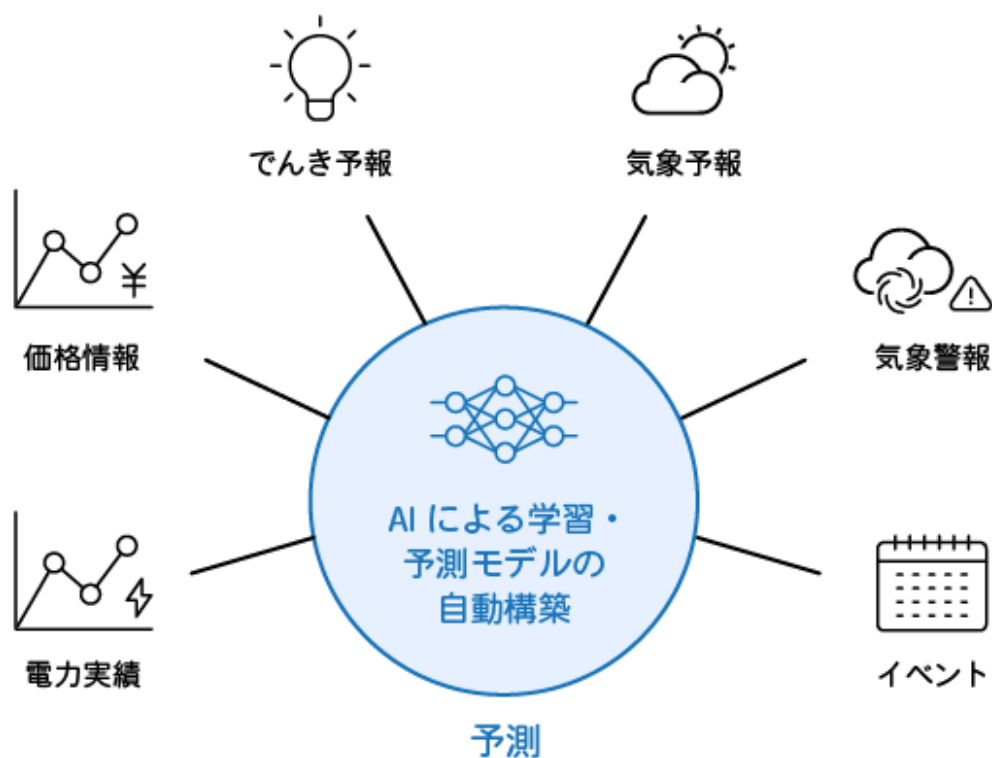 でんき予報
気象予報
価格情報
¥
気象警報
AI による学習・
予測モデルの
自動構築
電力実績
イベント
予測